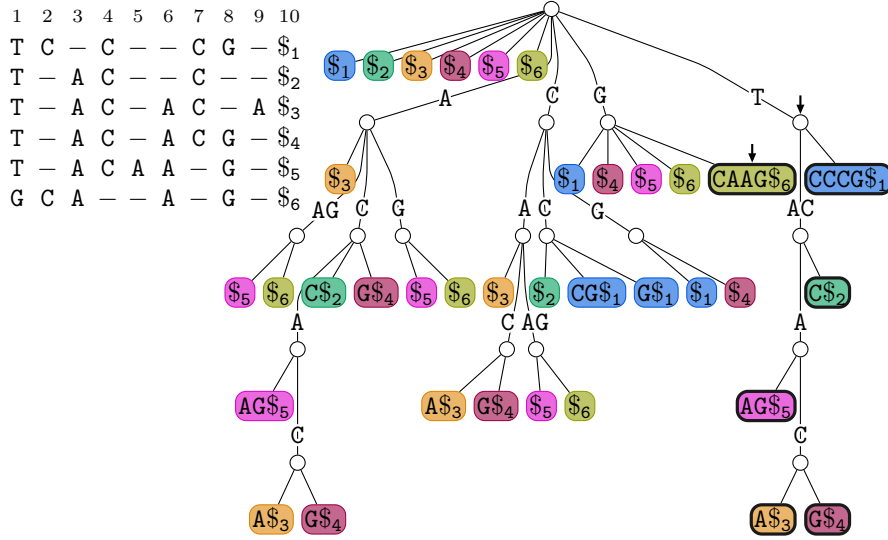 1 2 3 4 5 6 7 8 9 10
T C – C – – C G – $1
T – A C – – C – – $2
T – A C – A C – A $3
T – A C – A C G – $4
T – A C A A – G – $5
G C A – – A – G – $6
$1 $2 $3 $4 $5 $6
A C G T
$3 $1 $4 $5 $6 CAAG$6 CCCG$1
AG C G A C G AC
$5 $6 C$2 G$4 $5 $6 $3 $2 CG$1 G$1 $1 $4 C$2
A C AG A
AG$5 A$3 G$4 $5 $6 AG$5
C C
A$3 G$4 A$3 G$4